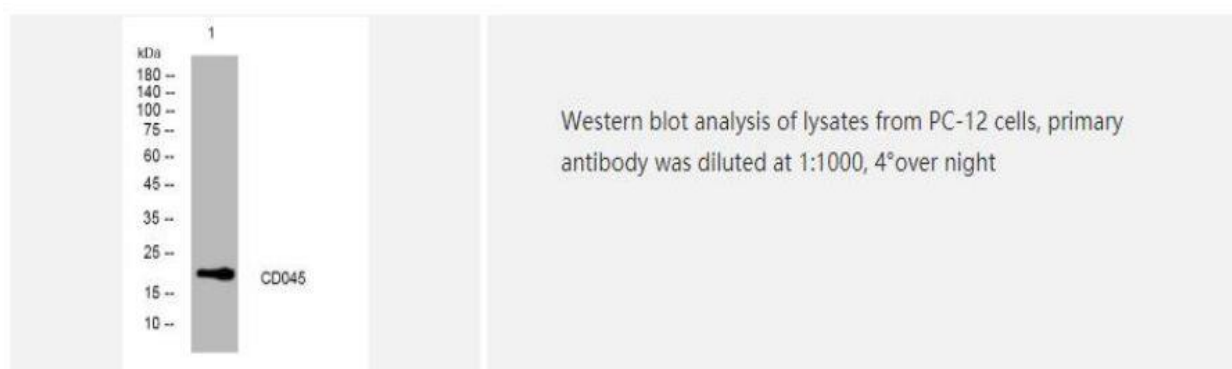 1
kDa
180 --
140 --
100 --
75 --
60 --
45 --
35 --
25 --
CD045
15 --
10 --
Western blot analysis of lysates from PC-12 cells, primary
antibody was diluted at 1:1000, 4°over night